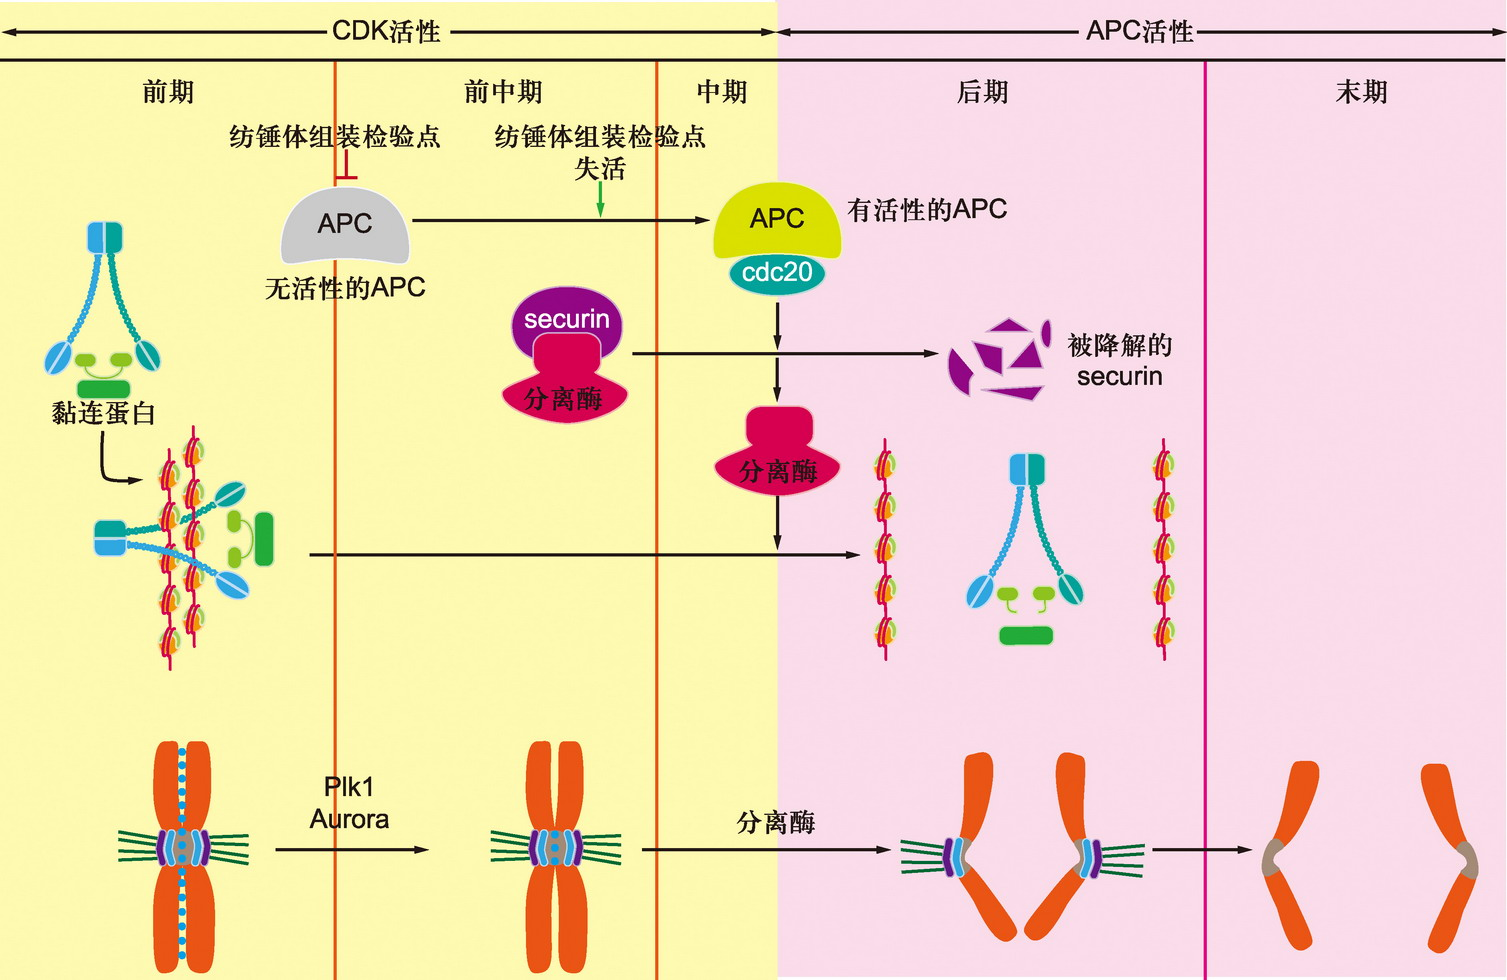 CDK活性
APC活性
前期
前中期
中期
后期
末期
纺锤体组装检验点
纺锤体组装检验点
失活
APC
无活性的APC
APC
cdc20
有活性的APC
securin
分离酶
被降解的
securin
黏连蛋白
分离酶
Plk1
Aurora
分离酶